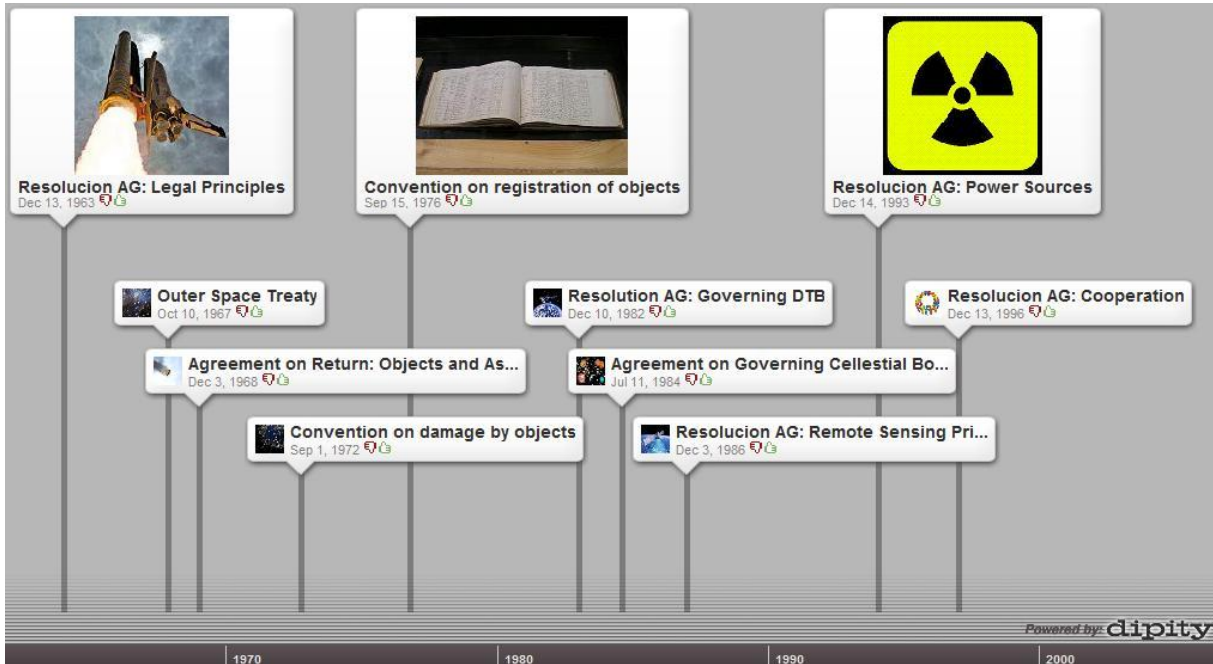 Resolucion AG: Legal Principles
Dec 13, 1963
Convention on registration of objects
Sep 15, 1976
Resolucion AG: Power Sources
Dec 14, 1993
Outer Space Treaty
Oct 10, 1967
Resolution AG: Governing DTB
Dec 10, 1982
Resolucion AG: Cooperation
Dec 13, 1996
Agreement on Return: Objects and As...
Dec 3, 1968
Agreement on Governing Cellestial Bo...
Jul 11, 1984
Convention on damage by objects
Sep 1, 1972
Resolucion AG: Remote Sensing Pri...
Dec 3, 1986
Powered by: dipity
1970
1980
1990
2000